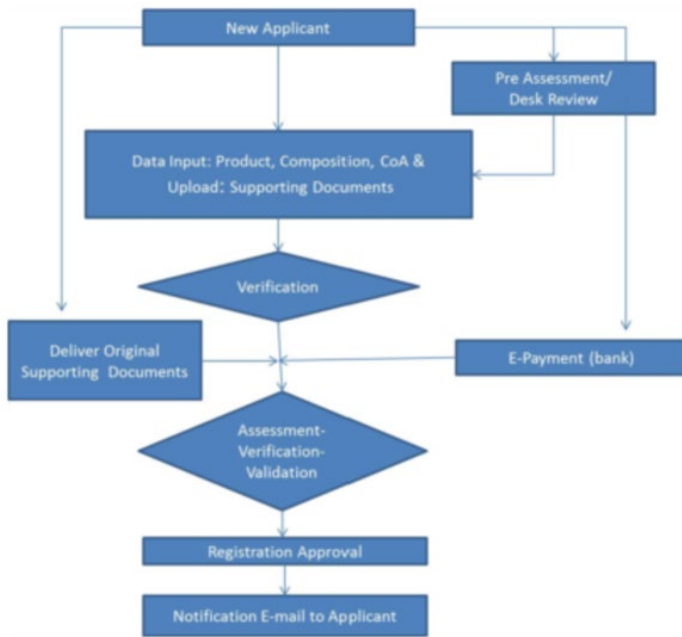 New Applicant
Pre Assessment/
Desk Review
Data Input: Product, Composition, CoA &
Upload: Supporting Documents
Verification
Deliver Original
Supporting Documents
E-Payment (bank)
Assessment-
Verification-
Validation
Registration Approval
Notification E-mail to Applicant